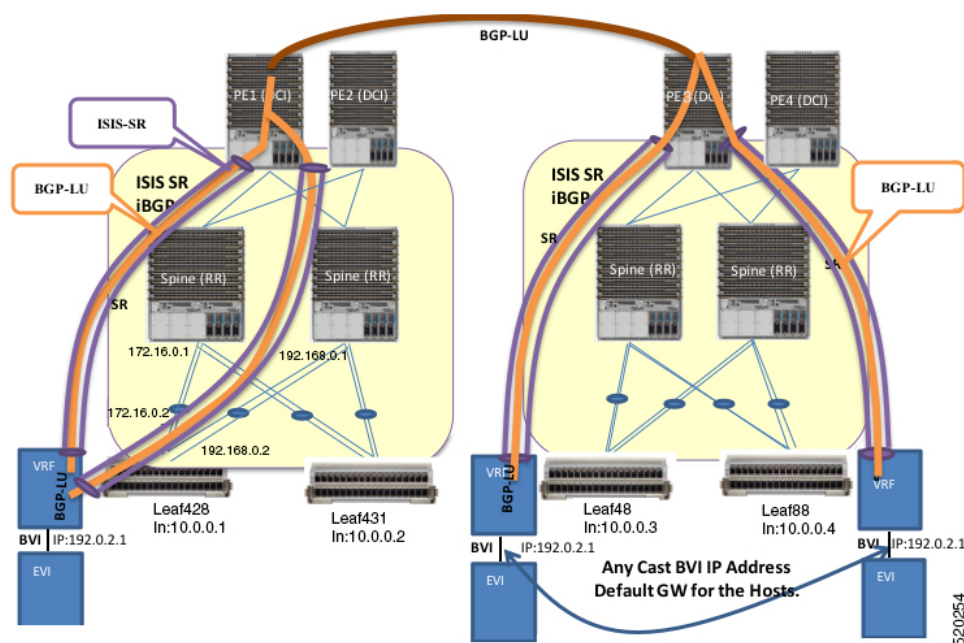 BGP-LU
PE1 (DCI)
PE2 (DCI)
PE3 (DCI)
PE4 (DCI)
ISIS-SR
BGP-LU
ISIS SR
iBGP
ISIS SR
iBGP
BGP-LU
Spine (RR)
Spine (RR)
Spine (RR)
Spine (RR)
SR
SR
SR
172.16.0.1
192.168.0.1
172.16.0.2
192.168.0.2
VRF
BGP-LU
Leaf428
In:10.0.0.1
Leaf431
In:10.0.0.2
VRF
BGP-LU
Leaf48
In:10.0.0.3
Leaf88
In:10.0.0.4
VRF
BVI
IP:192.0.2.1
EVI
BVI
IP:192.0.2.1
EVI
Any Cast BVI IP Address
Default GW for the Hosts.
BVI
IP:192.0.2.1
EVI
520254